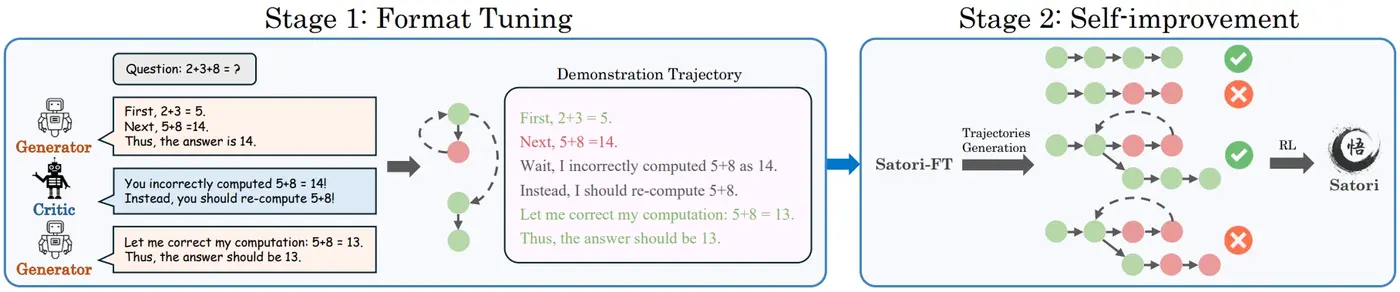 Stage 1: Format Tuning
Question: 2+3+8 = ?
Generator
First, 2+3 = 5.
Next, 5+8 =14.
Thus, the answer is 14.
Critic
You incorrectly computed 5+8 = 14!
Instead, you should re-compute 5+8!
Generator
Let me correct my computation: 5+8 = 13.
Thus, the answer should be 13.
Demonstration Trajectory
First, 2+3 = 5.
Next, 5+8 =14.
Wait, I incorrectly computed 5+8 as 14.
Instead, I should re-compute 5+8.
Let me correct my computation: 5+8 = 13.
Thus, the answer should be 13.
Stage 2: Self-improvement
Satori-FT
Trajectories
Generation
RL
悟
Satori